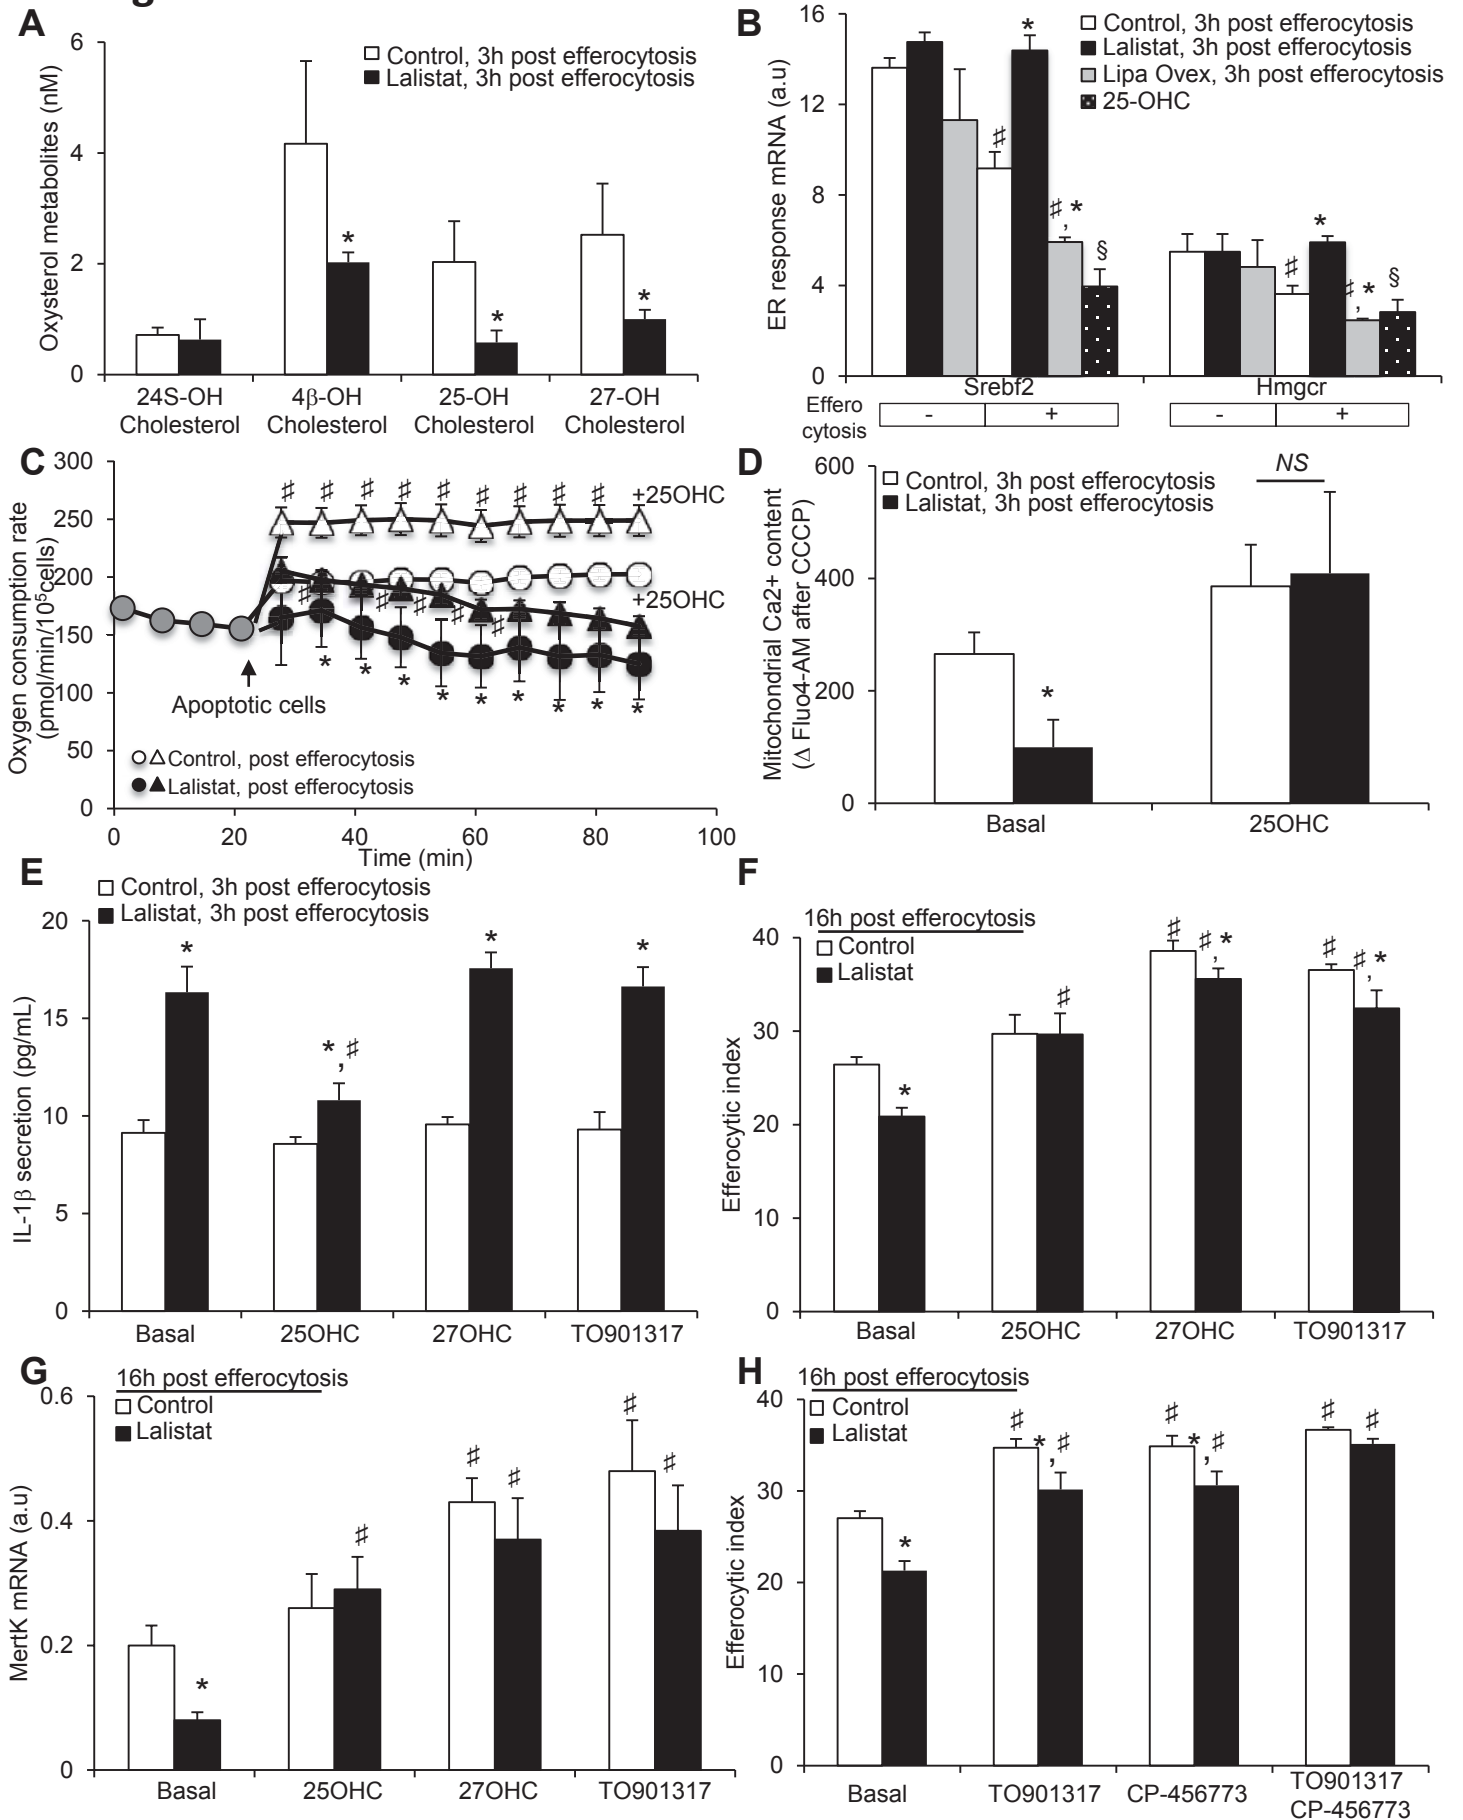 A
Oxysterol metabolites (nM)
6
4
2
0
Control, 3h post efferocytosis
Lalistat, 3h post efferocytosis
*
*
*
24S-OH
Cholesterol
4β-OH
Cholesterol
25-OH
Cholesterol
27-OH
Cholesterol
B
ER response mRNA (a.u)
16
12
8
4
0
Control, 3h post efferocytosis
Lalistat, 3h post efferocytosis
Lipa Ovex, 3h post efferocytosis
25-OHC
♯
*
♯,*
§
♯
*
♯,*
§
Srebf2
Hmgcr
Effero
cytosis
- +
- +
C
Oxygen consumption rate
(pmol/min/10⁵cells)
300
250
200
150
100
50
0
♯ ♯ ♯ ♯ ♯ ♯ ♯ ♯ ♯
+25OHC
+25OHC
♯ ♯ ♯ ♯ ♯
* * * * * * * * *
Apoptotic cells
Control, post efferocytosis
Lalistat, post efferocytosis
0 20 40 60 80 100
Time (min)
D
Mitochondrial Ca2+ content
(Δ Fluo4-AM after CCCP)
600
400
200
0
Control, 3h post efferocytosis
Lalistat, 3h post efferocytosis
NS
*
Basal 25OHC
E
IL-1β secretion (pg/mL)
Control, 3h post efferocytosis
Lalistat, 3h post efferocytosis
20
15
10
5
0
*
*,♯
*
*
Basal 25OHC 27OHC TO901317
F
Efferocytic index
16h post efferocytosis
Control
Lalistat
40
30
20
10
0
*
♯
♯
♯,*
♯
♯,*
Basal 25OHC 27OHC TO901317
G
MertK mRNA (a.u)
16h post efferocytosis
Control
Lalistat
0.6
0.4
0.2
0
*
♯
♯
♯
♯
♯
Basal 25OHC 27OHC TO901317
H
Efferocytic index
16h post efferocytosis
Control
Lalistat
40
30
20
10
0
*
♯
*,♯
♯
*,♯
♯
♯
Basal TO901317 CP-456773 TO901317
CP-456773